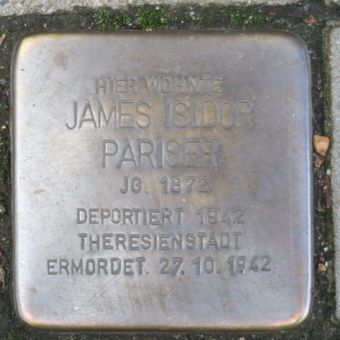 HIER WOHNTE
JAMES ISIDOR
PARISER
JG. 1872
DEPORTIERT 1942
THERESIENSTADT
ERMORDET 27.10.1942